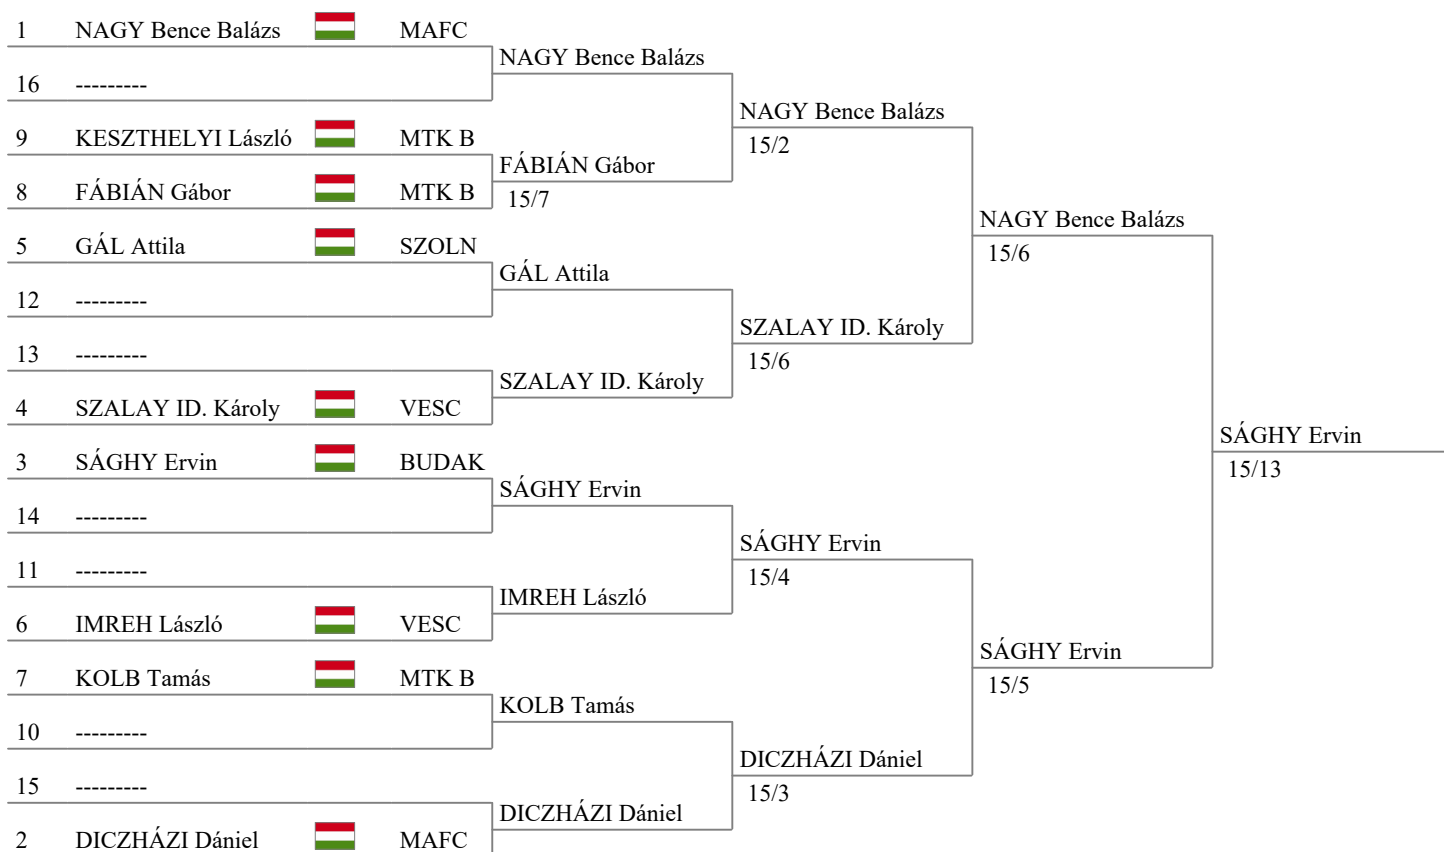 1 NAGY Bence Balázs MAFC
16 ---------
9 KESZTHELYI László MTK B
8 FÁBIÁN Gábor MTK B
5 GÁL Attila SZOLN
12 ---------
13 ---------
4 SZALAY ID. Károly VESC
3 SÁGHY Ervin BUDAK
14 ---------
11 ---------
6 IMREH László VESC
7 KOLB Tamás MTK B
10 ---------
15 ---------
2 DICZHÁZI Dániel MAFC
NAGY Bence Balázs
FÁBIÁN Gábor
15/7
GÁL Attila
SZALAY ID. Károly
SÁGHY Ervin
IMREH László
KOLB Tamás
DICZHÁZI Dániel
NAGY Bence Balázs
15/2
SZALAY ID. Károly
15/6
SÁGHY Ervin
15/4
DICZHÁZI Dániel
15/3
NAGY Bence Balázs
15/6
SÁGHY Ervin
15/5
SÁGHY Ervin
15/13